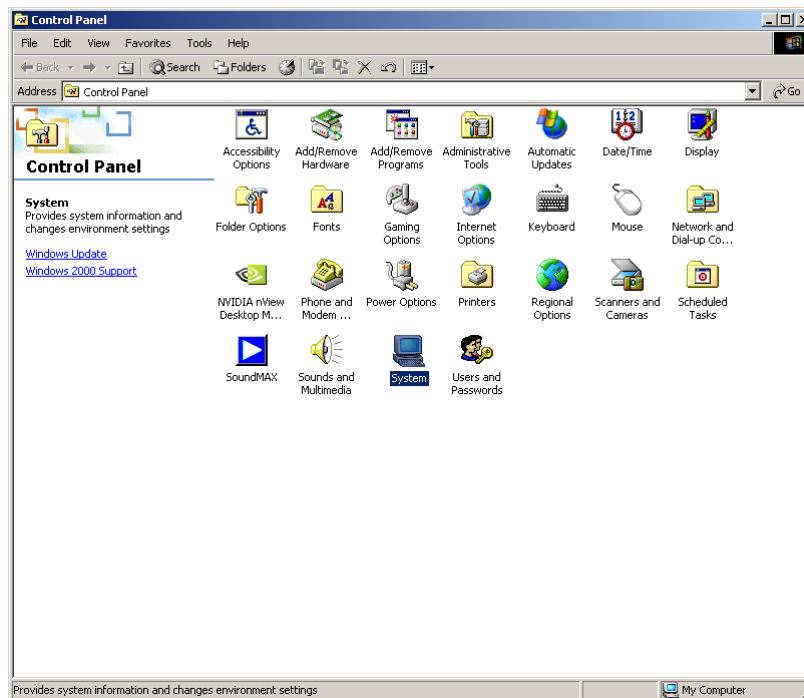 Control Panel
File Edit View Favorites Tools Help
Back Search Folders
Address Control Panel Go
Control Panel
System
Provides system information and
changes environment settings
Windows Update
Windows 2000 Support
Accessibility
Options
Add/Remove
Hardware
Add/Remove
Programs
Administrative
Tools
Automatic
Updates
Date/Time
Display
Folder Options
Fonts
Gaming
Options
Internet
Options
Keyboard
Mouse
Network and
Dial-up Co...
NVIDIA nView
Desktop M...
Phone and
Modem ...
Power Options
Printers
Regional
Options
Scanners and
Cameras
Scheduled
Tasks
SoundMAX
Sounds and
Multimedia
System
Users and
Passwords
Provides system information and changes environment settings
My Computer